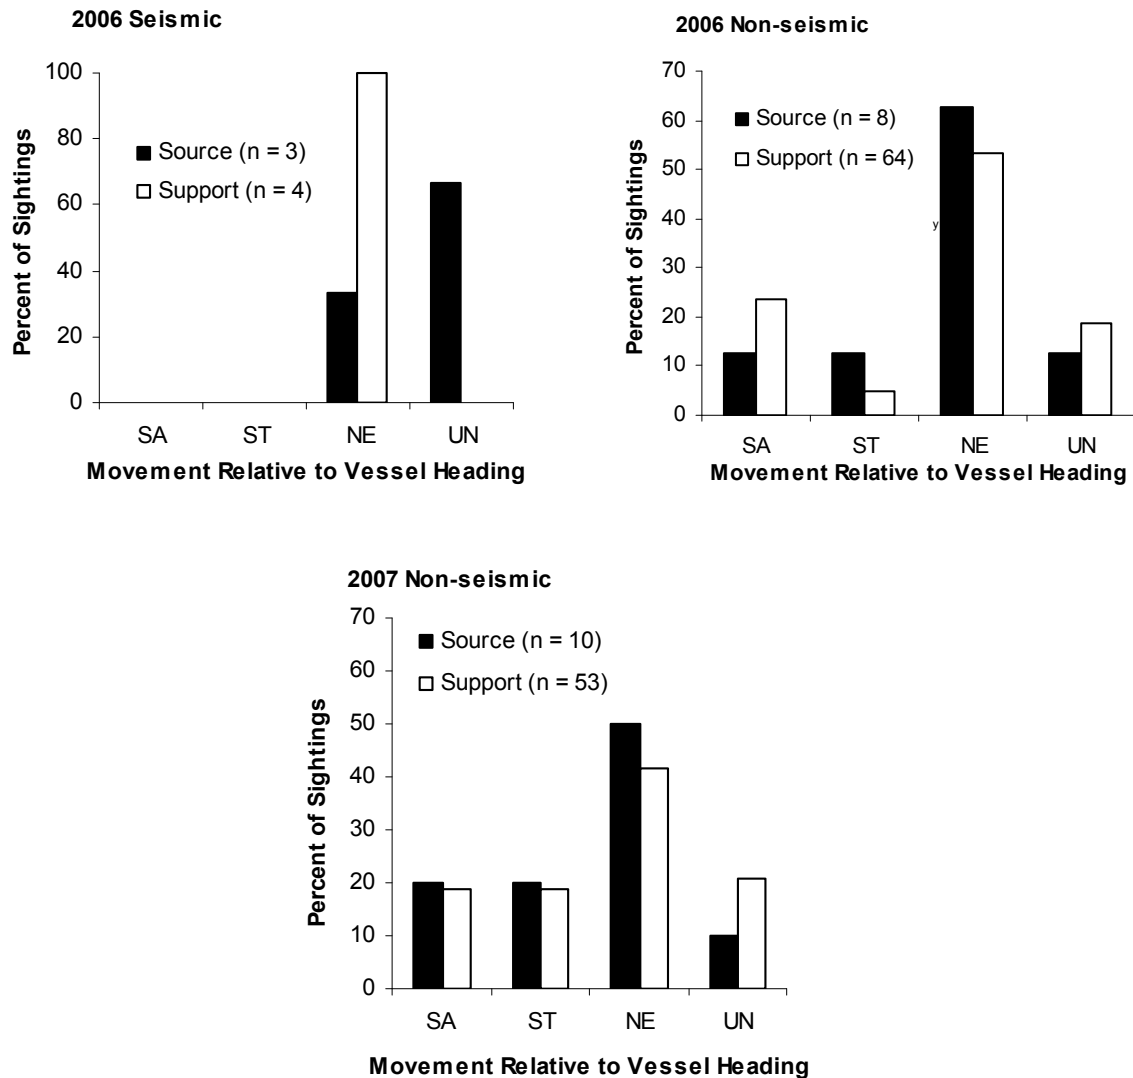 2006 Seismic
Percent of Sightings
100
80
60
40
20
0
Source (n = 3)
Support (n = 4)
SA ST NE UN
Movement Relative to Vessel Heading
2006 Non-seismic
Percent of Sightings
70
60
50
40
30
20
10
0
Source (n = 8)
Support (n = 64)
y
SA ST NE UN
Movement Relative to Vessel Heading
2007 Non-seismic
Percent of Sightings
70
60
50
40
30
20
10
0
Source (n = 10)
Support (n = 53)
SA ST NE UN
Movement Relative to Vessel Heading